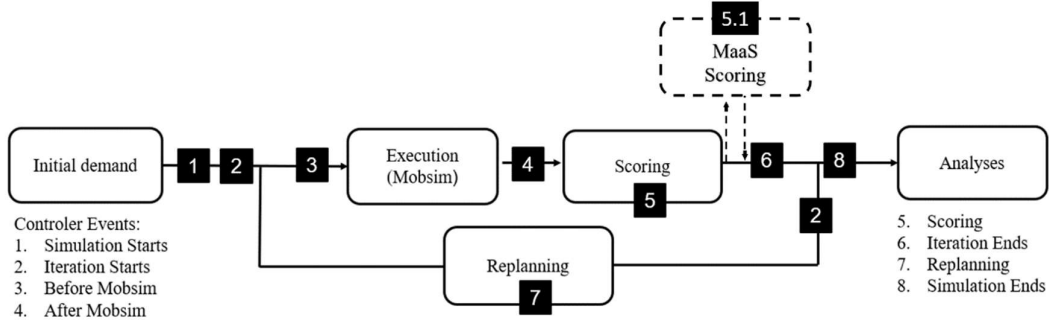 5.1
MaaS
Scoring
Initial demand
1
2
3
Execution
(Mobsim)
4
Scoring
5
6
8
Analyses
2
Replanning
7
Controler Events:
1. Simulation Starts
2. Iteration Starts
3. Before Mobsim
4. After Mobsim
5. Scoring
6. Iteration Ends
7. Replanning
8. Simulation Ends